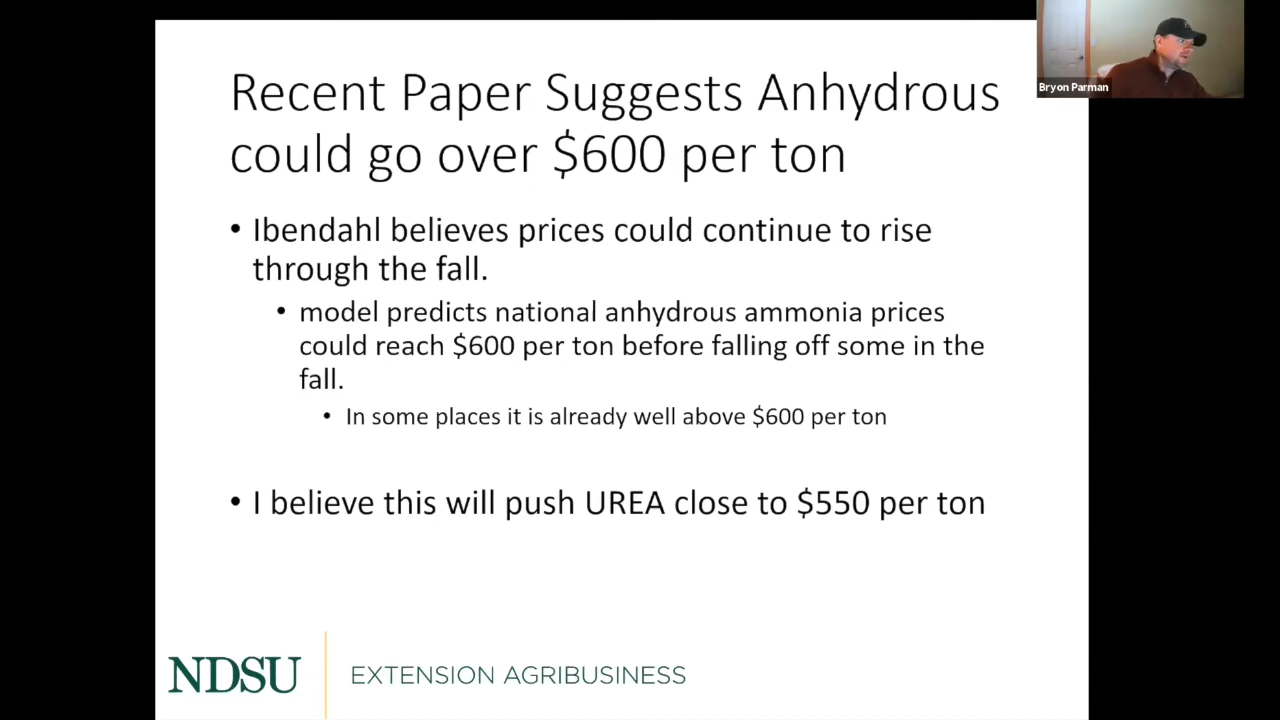 Recent Paper Suggests Anhydrous
could go over $600 per ton
• Ibendahl believes prices could continue to rise
through the fall.
• model predicts national anhydrous ammonia prices
could reach $600 per ton before falling off some in the
fall.
• In some places it is already well above $600 per ton
• I believe this will push UREA close to $550 per ton
NDSU EXTENSION AGRIBUSINESS
Bryon Parman